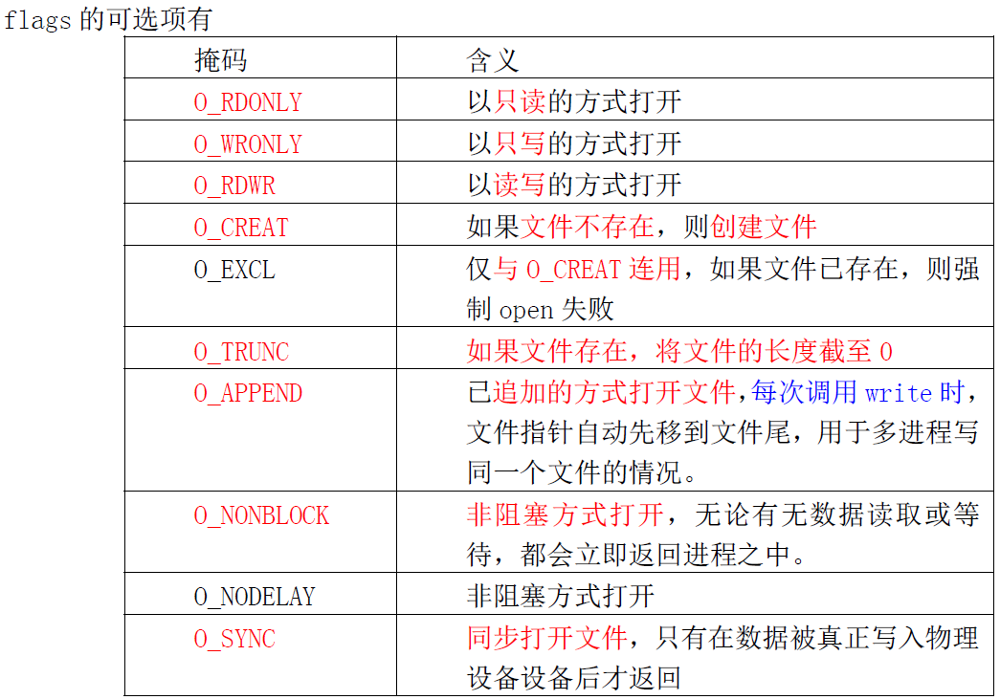 flags 的可选项有
掩码 含义
O_RDONLY 以只读的方式打开
O_WRONLY 以只写的方式打开
O_RDWR 以读写的方式打开
O_CREAT 如果文件不存在，则创建文件
O_EXCL 仅与 O_CREAT 连用，如果文件已存在，则强
制 open 失败
O_TRUNC 如果文件存在，将文件的长度截至 0
O_APPEND 已追加的方式打开文件,每次调用 write 时，
文件指针自动先移到文件尾，用于多进程写
同一个文件的情况。
O_NONBLOCK 非阻塞方式打开，无论有无数据读取或等
待，都会立即返回进程之中。
O_NODELAY 非阻塞方式打开
O_SYNC 同步打开文件，只有在数据被真正写入物理
设备设备后才返回